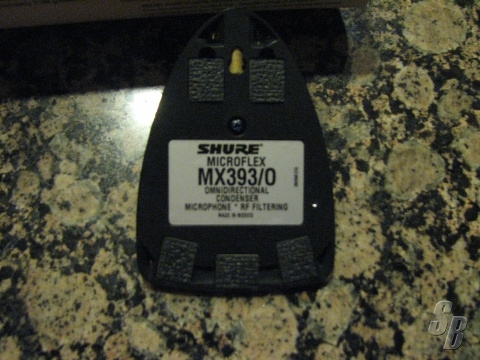 SHURE
MICROFLEX
MX393/O
OMNIDIRECTIONAL
CONDENSER
MICROPHONE * RF FILTERING
MADE IN MEXICO